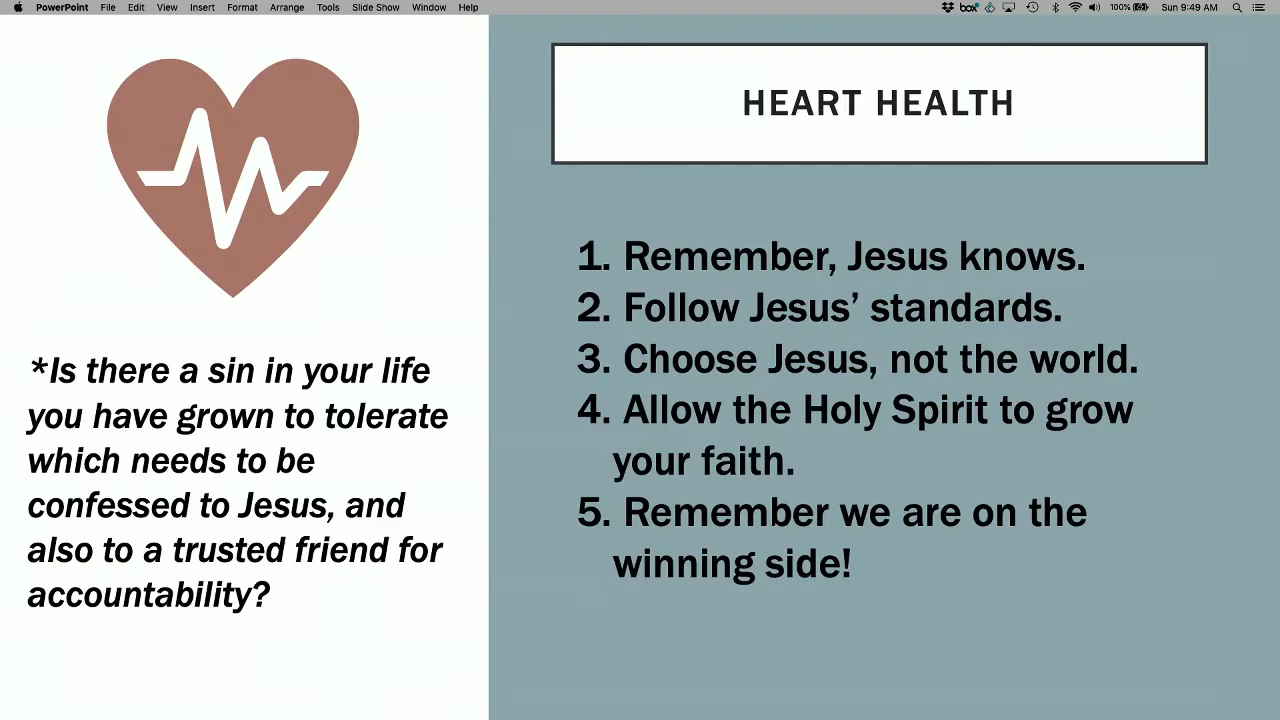 PowerPoint File Edit View Insert Format Arrange Tools Slide Show Window Help box 100% Sun 9:49 AM
HEART HEALTH
*Is there a sin in your life
you have grown to tolerate
which needs to be
confessed to Jesus, and
also to a trusted friend for
accountability?
1. Remember, Jesus knows.
2. Follow Jesus’ standards.
3. Choose Jesus, not the world.
4. Allow the Holy Spirit to grow
your faith.
5. Remember we are on the
winning side!